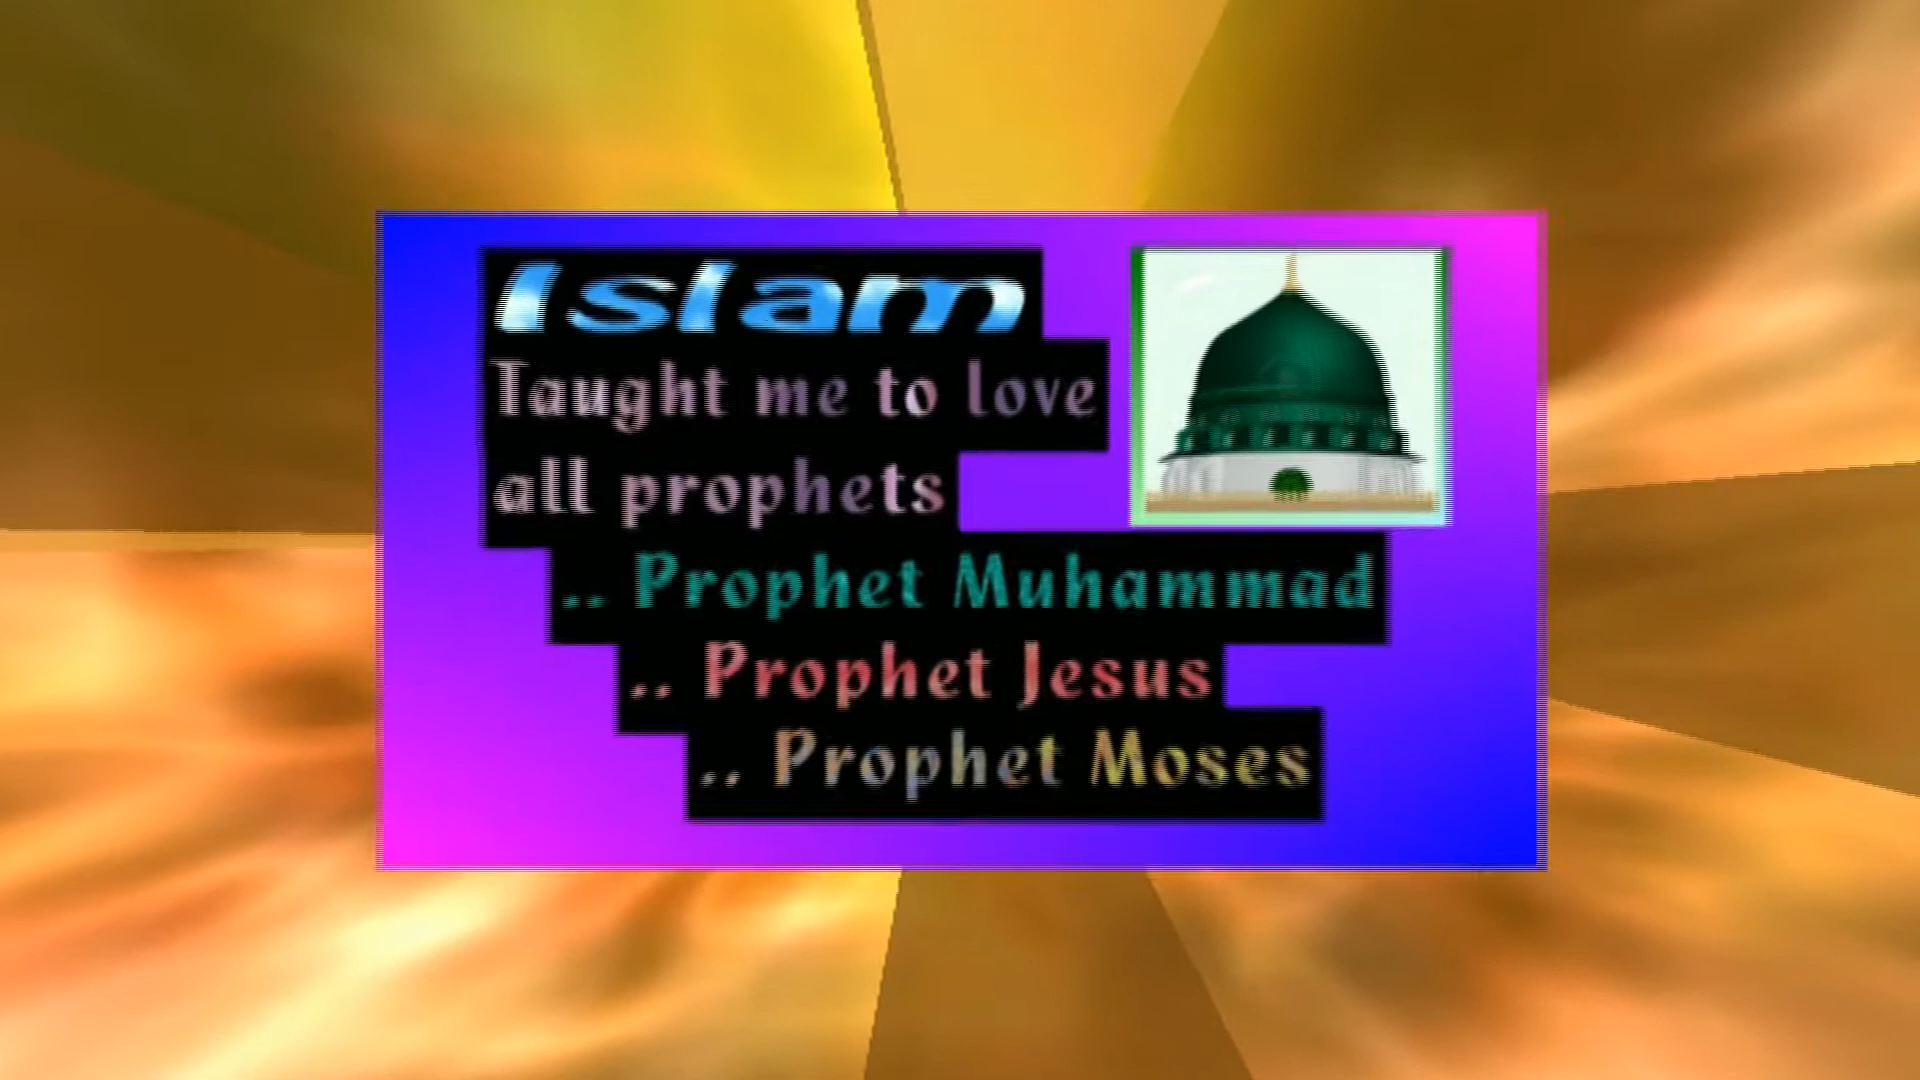 Islam
Taught me to love
all prophets
.. Prophet Muhammad
.. Prophet Jesus
.. Prophet Moses